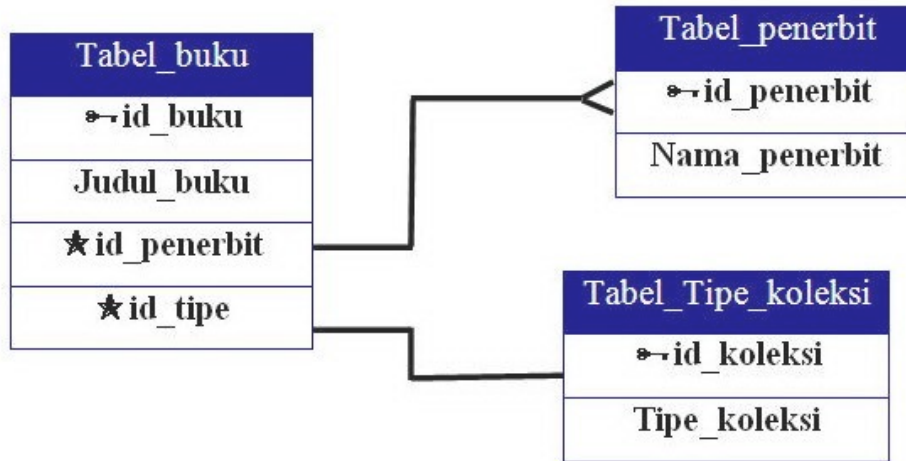 Tabel_buku
id_buku
Judul_buku
id_penerbit
id_tipe
Tabel_penerbit
id_penerbit
Nama_penerbit
Tabel_Tipe_koleksi
id_koleksi
Tipe_koleksi